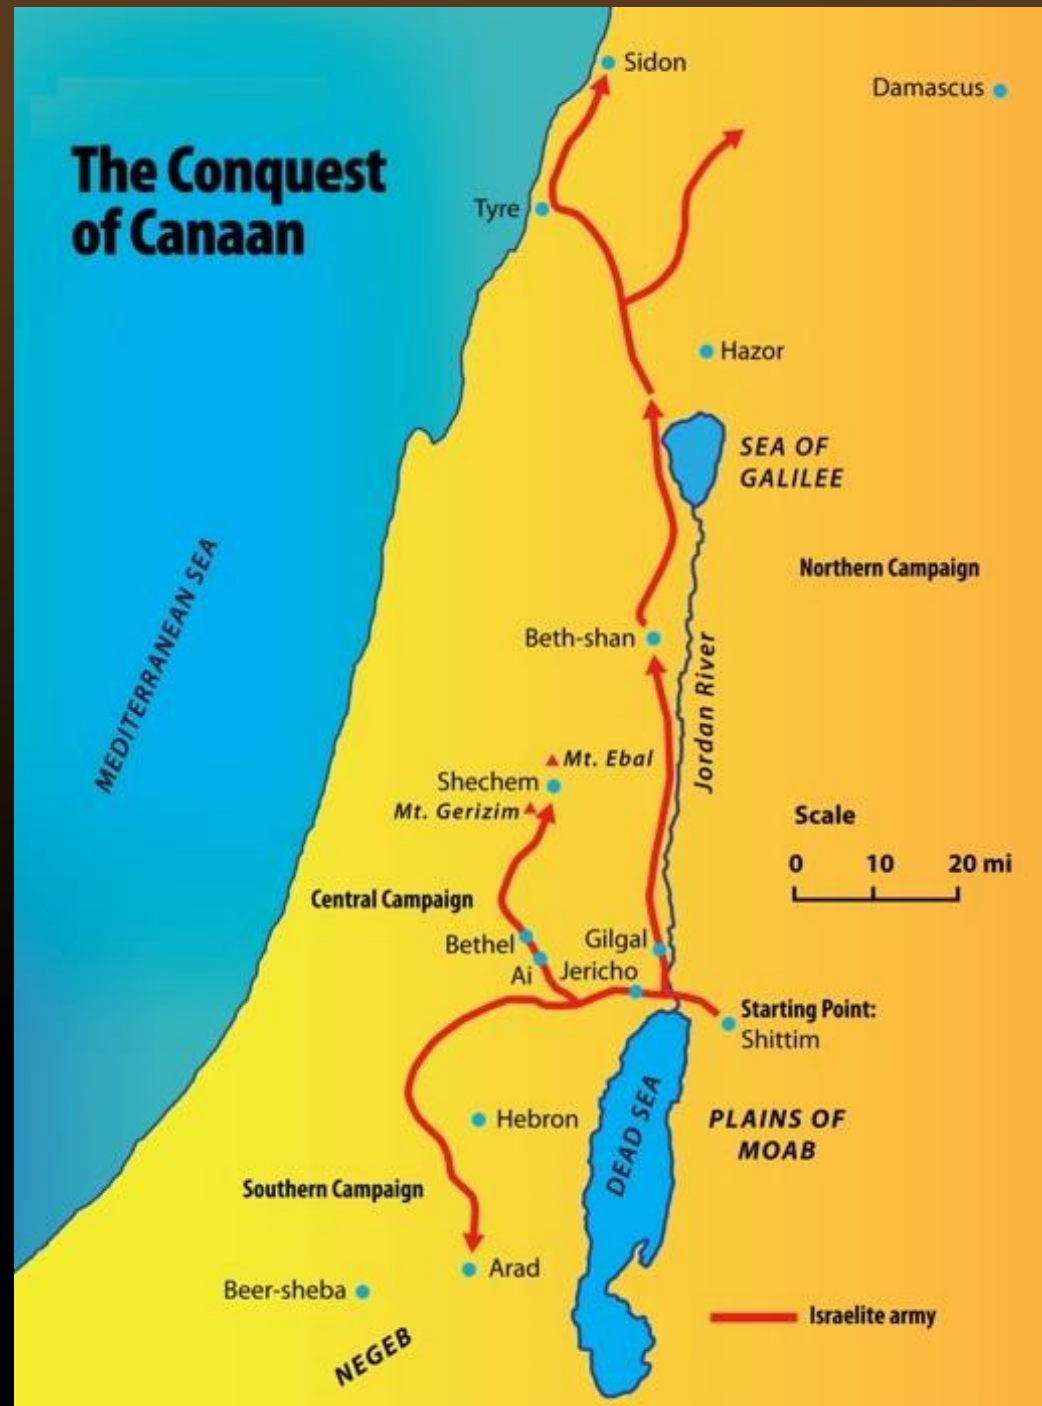 The Conquest
of Canaan
Sidon
Damascus
Tyre
Hazor
SEA OF
GALILEE
MEDITERRANEAN SEA
Northern Campaign
Beth-shan
Jordan River
Mt. Ebal
Shechem
Mt. Gerizim
Scale
0 10 20 mi
Central Campaign
Bethel
Gilgal
Ai
Jericho
Starting Point:
Shittim
Hebron
DEAD SEA
PLAINS OF
MOAB
Southern Campaign
Arad
Beer-sheba
NEGEB
Israelite army